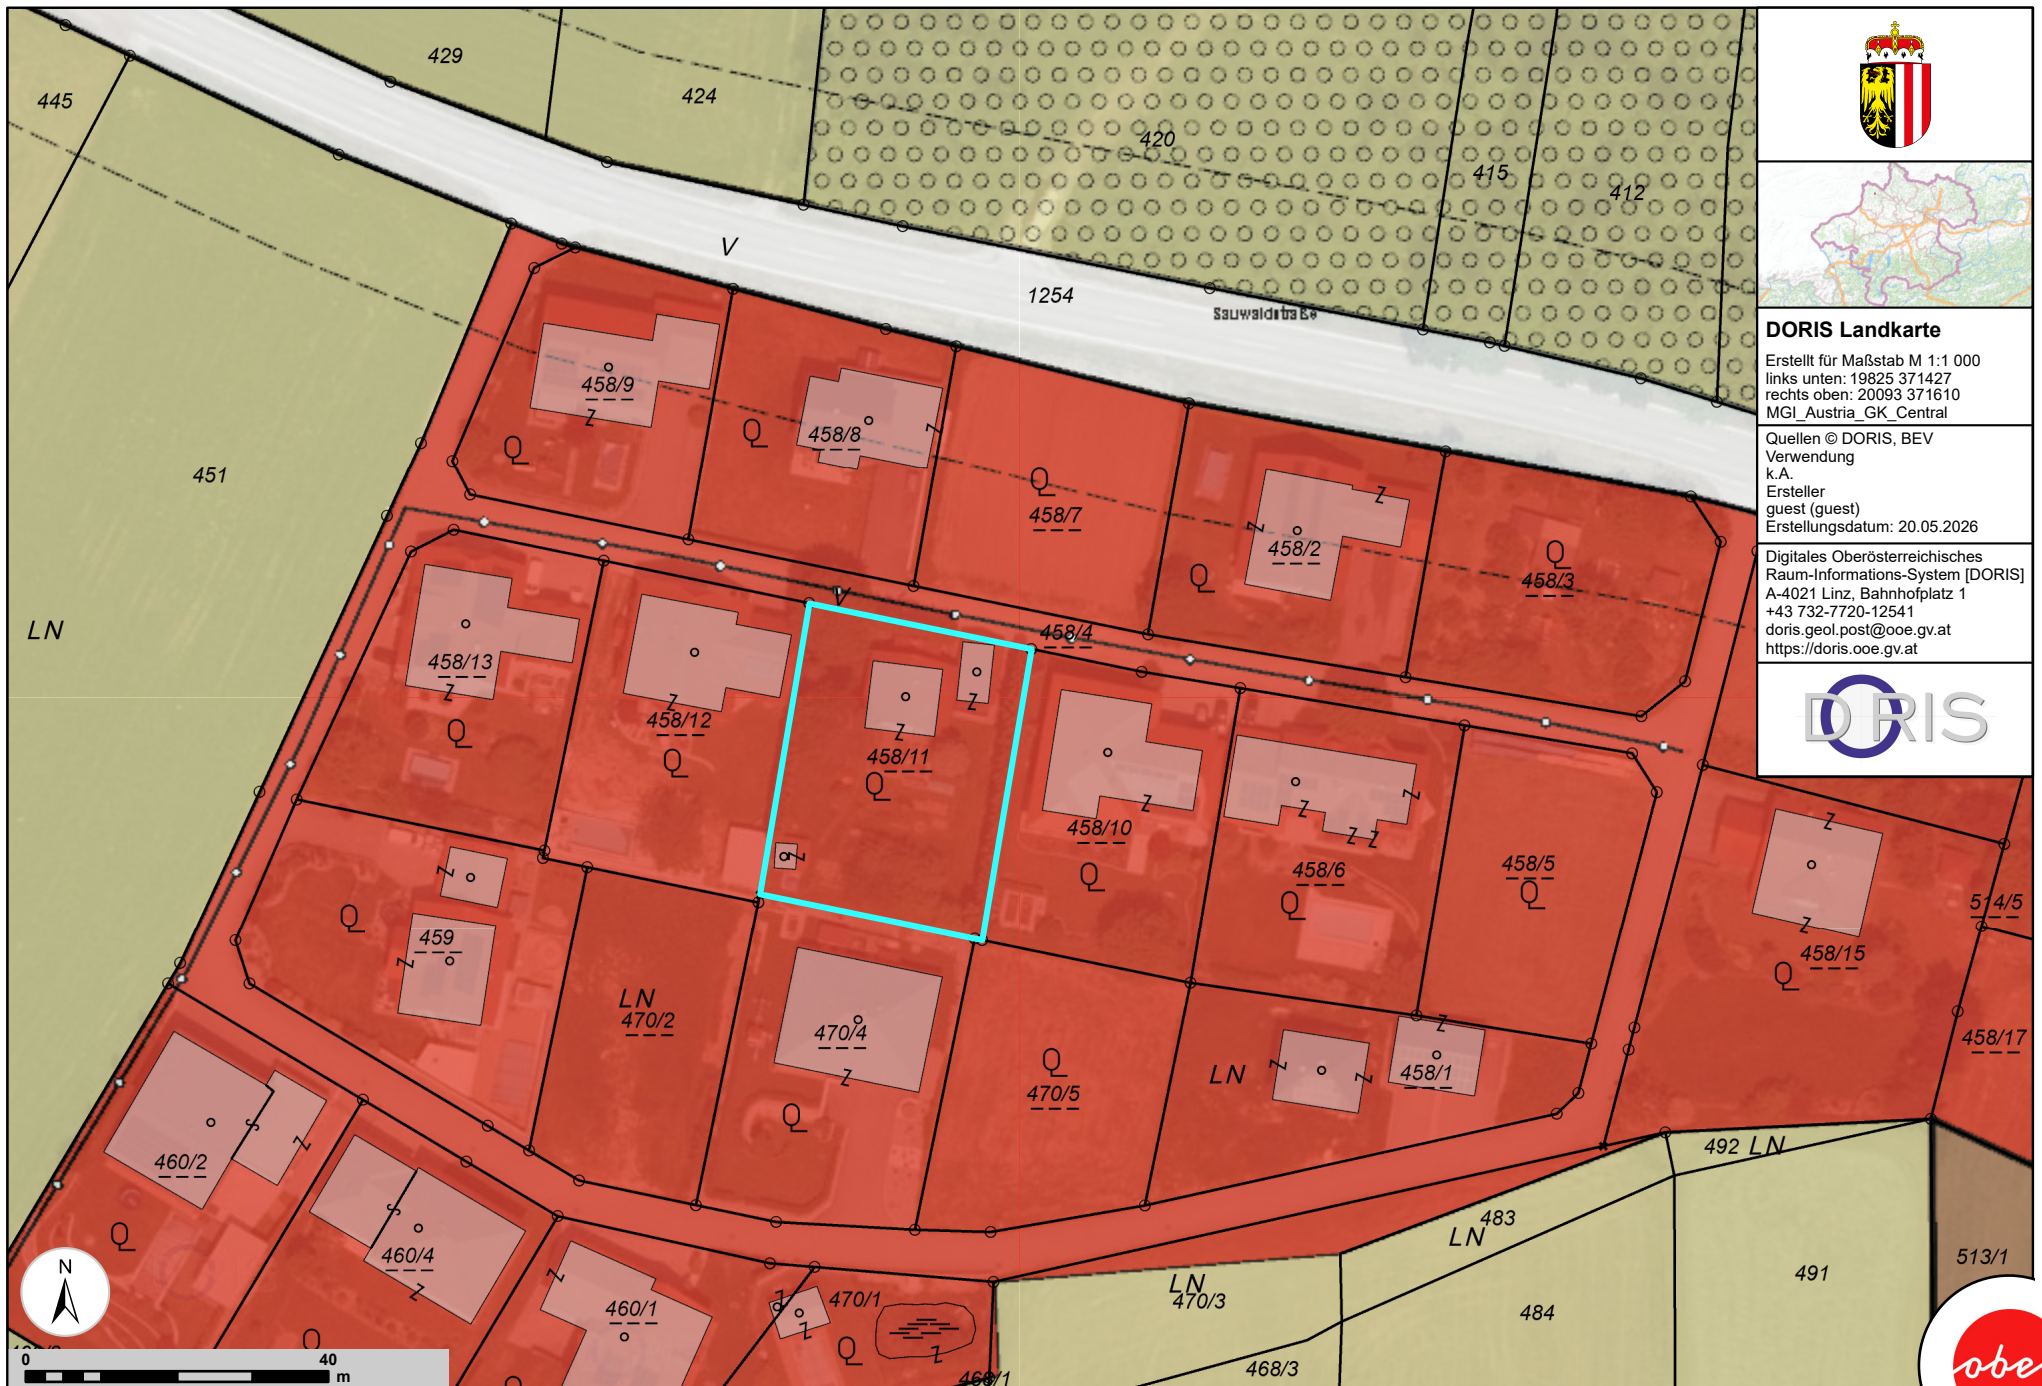 429
445
424
420
415
412
V
1254
Sauwaldstraße
451
LN
458/9
Z
Q
458/8
Z
Q
Q
458/7
Z
Z
458/2
Q
Q
458/3
V
458/4
458/13
Z
Q
Z
458/12
Q
Z
Z
458/11
Q
Z
458/10
Z
Q
Z
Z
Z
Z
458/6
Q
458/5
Q
Z
Z
458/15
Q
514/5
458/17
Z
Q
459
Z
LN
470/2
470/4
Z
Q
Q
470/5
LN
Z
Z
Z
458/1
460/2
S
Z
Q
S
460/4
Z
Q
Z
460/1
Q
Z
Z
470/1
Q
Z
468/1
492 LN
483
LN
LN
470/3
468/3
484
491
513/1
N
0 40
m
DORIS Landkarte
Erstellt für Maßstab M 1:1 000
links unten: 19825 371427
rechts oben: 20093 371610
MGI_Austria_GK_Central
Quellen © DORIS, BEV
Verwendung
k.A.
Ersteller
guest (guest)
Erstellungsdatum: 20.05.2026
Digitales Oberösterreichisches
Raum-Informations-System [DORIS]
A-4021 Linz, Bahnhofplatz 1
+43 732-7720-12541
doris.geol.post@ooe.gv.at
https://doris.ooe.gv.at
DORIS
obe